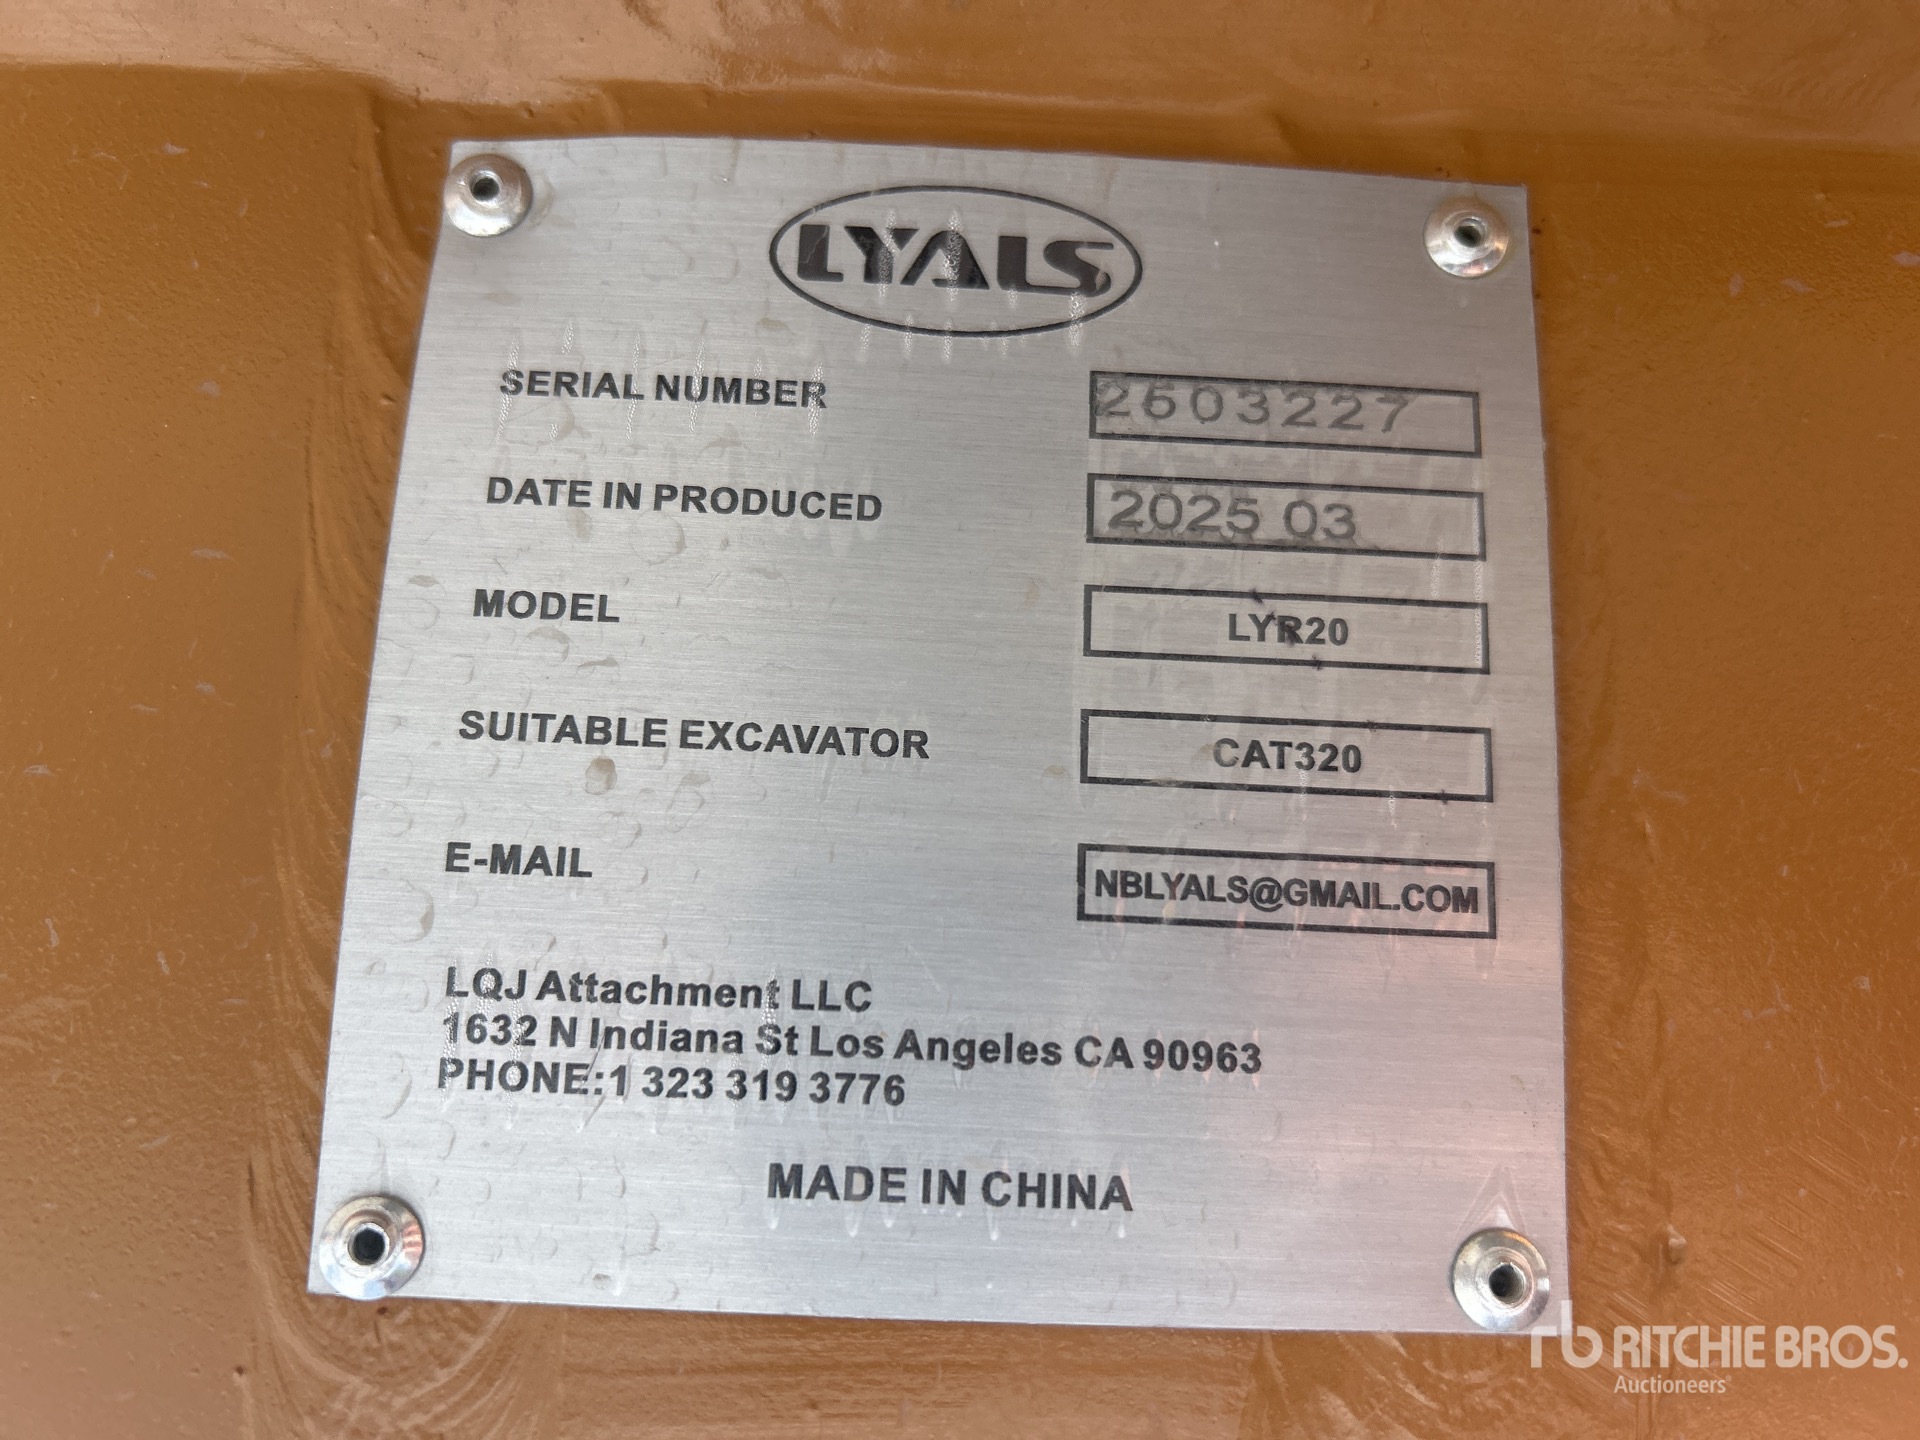 LYALS
SERIAL NUMBER 2503227
DATE IN PRODUCED 2025 03
MODEL LYR20
SUITABLE EXCAVATOR CAT320
E-MAIL NBLYALS@GMAIL.COM
LQJ Attachment LLC
1632 N Indiana St Los Angeles CA 90963
PHONE:1 323 319 3776
MADE IN CHINA
rb RITCHIE BROS.
Auctioneers